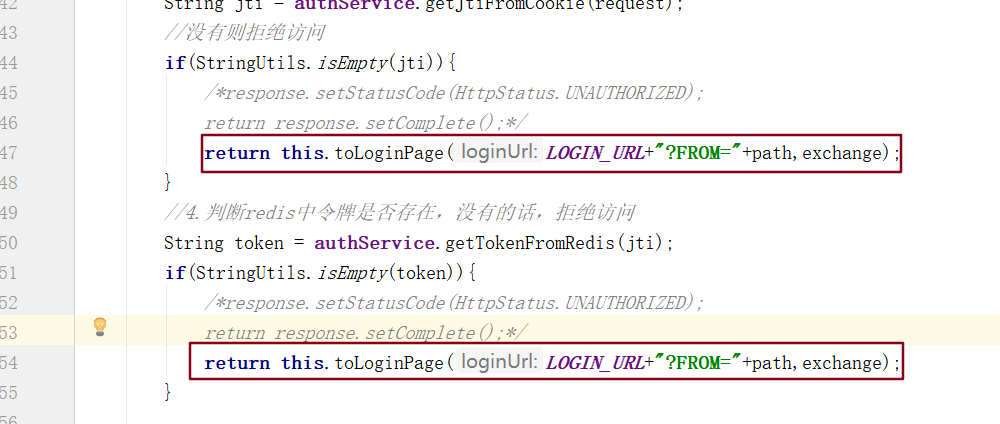 42 String jti = authService.getJtiFromCookie(request);
43 //没有则拒绝访问
44 if(StringUtils.isEmpty(jti)){
45 /*response.setStatusCode(HttpStatus.UNAUTHORIZED);
46 return response.setComplete();*/
47 return this.toLoginPage( loginUrl: LOGIN_URL+"?FROM="+path,exchange);
48 }
49 //4.判断redis中令牌是否存在，没有的话，拒绝访问
50 String token = authService.getTokenFromRedis(jti);
51 if(StringUtils.isEmpty(token)){
52 /*response.setStatusCode(HttpStatus.UNAUTHORIZED);
53 return response.setComplete();*/
54 return this.toLoginPage( loginUrl: LOGIN_URL+"?FROM="+path,exchange);
55 }
56